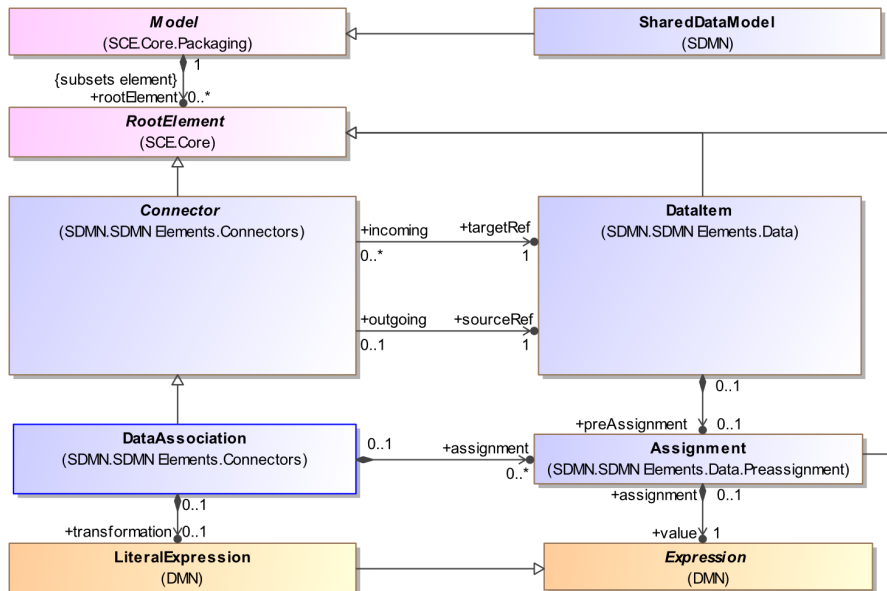 Model
(SCE.Core.Packaging)
SharedDataModel
(SDMN)
1
{subsets element}
+rootElement 0..*
RootElement
(SCE.Core)
Connector
(SDMN.SDMN Elements.Connectors)
DataItem
(SDMN.SDMN Elements.Data)
+incoming +targetRef
0..* 1
+outgoing +sourceRef
0..1 1
0..1
+preAssignment 0..1
DataAssociation
(SDMN.SDMN Elements.Connectors)
0..1
+assignment
0..*
Assignment
(SDMN.SDMN Elements.Data.Preassignment)
0..1
+transformation 0..1
+assignment 0..1
+value 1
LiteralExpression
(DMN)
Expression
(DMN)